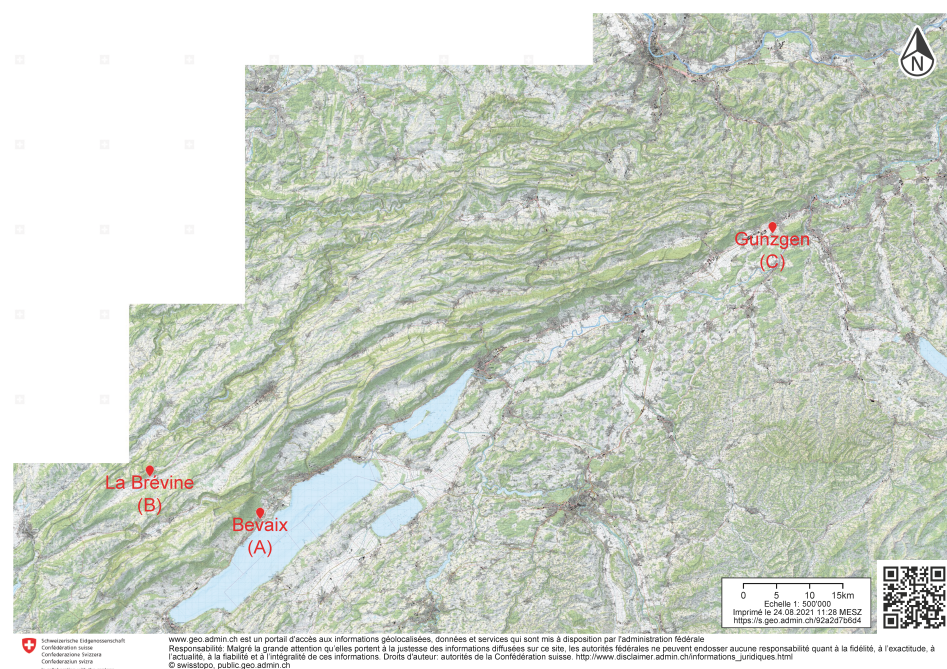 N
Gunzgen
(C)
La Brévine
(B)
Bevaix
(A)
0 5 10 15km
Echelle 1: 500'000
Imprimé le 24.08.2021 11:28 MESZ
https://s.geo.admin.ch/92a2d7b6d4
Schweizerische Eidgenossenschaft
Confédération suisse
Confederazione Svizzera
Confederaziun svizra
www.geo.admin.ch est un portail d'accès aux informations géolocalisées, données et services qui sont mis à disposition par l'administration fédérale
Responsabilité: Malgré la grande attention qu'elles portent à la justesse des informations diffusées sur ce site, les autorités fédérales ne peuvent endosser aucune responsabilité quant à la fidélité, à l'exactitude, à
l'actualité, à la fiabilité et à l'intégralité de ces informations. Droits d'auteur: autorités de la Confédération suisse. http://www.disclaimer.admin.ch/informations_juridiques.html
© swisstopo, public.geo.admin.ch